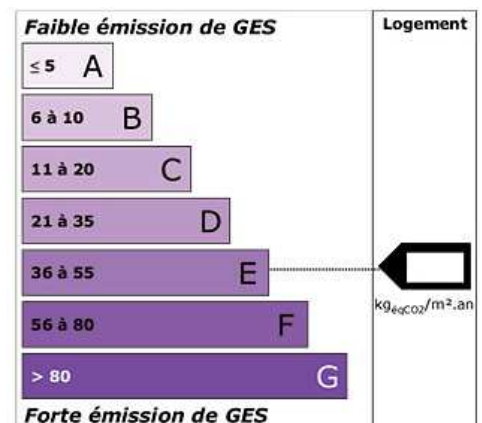 Faible émission de GES
Logement
≤ 5 A
6 à 10 B
11 à 20 C
21 à 35 D
36 à 55 E
kgéqCO2/m².an
56 à 80 F
> 80 G
Forte émission de GES